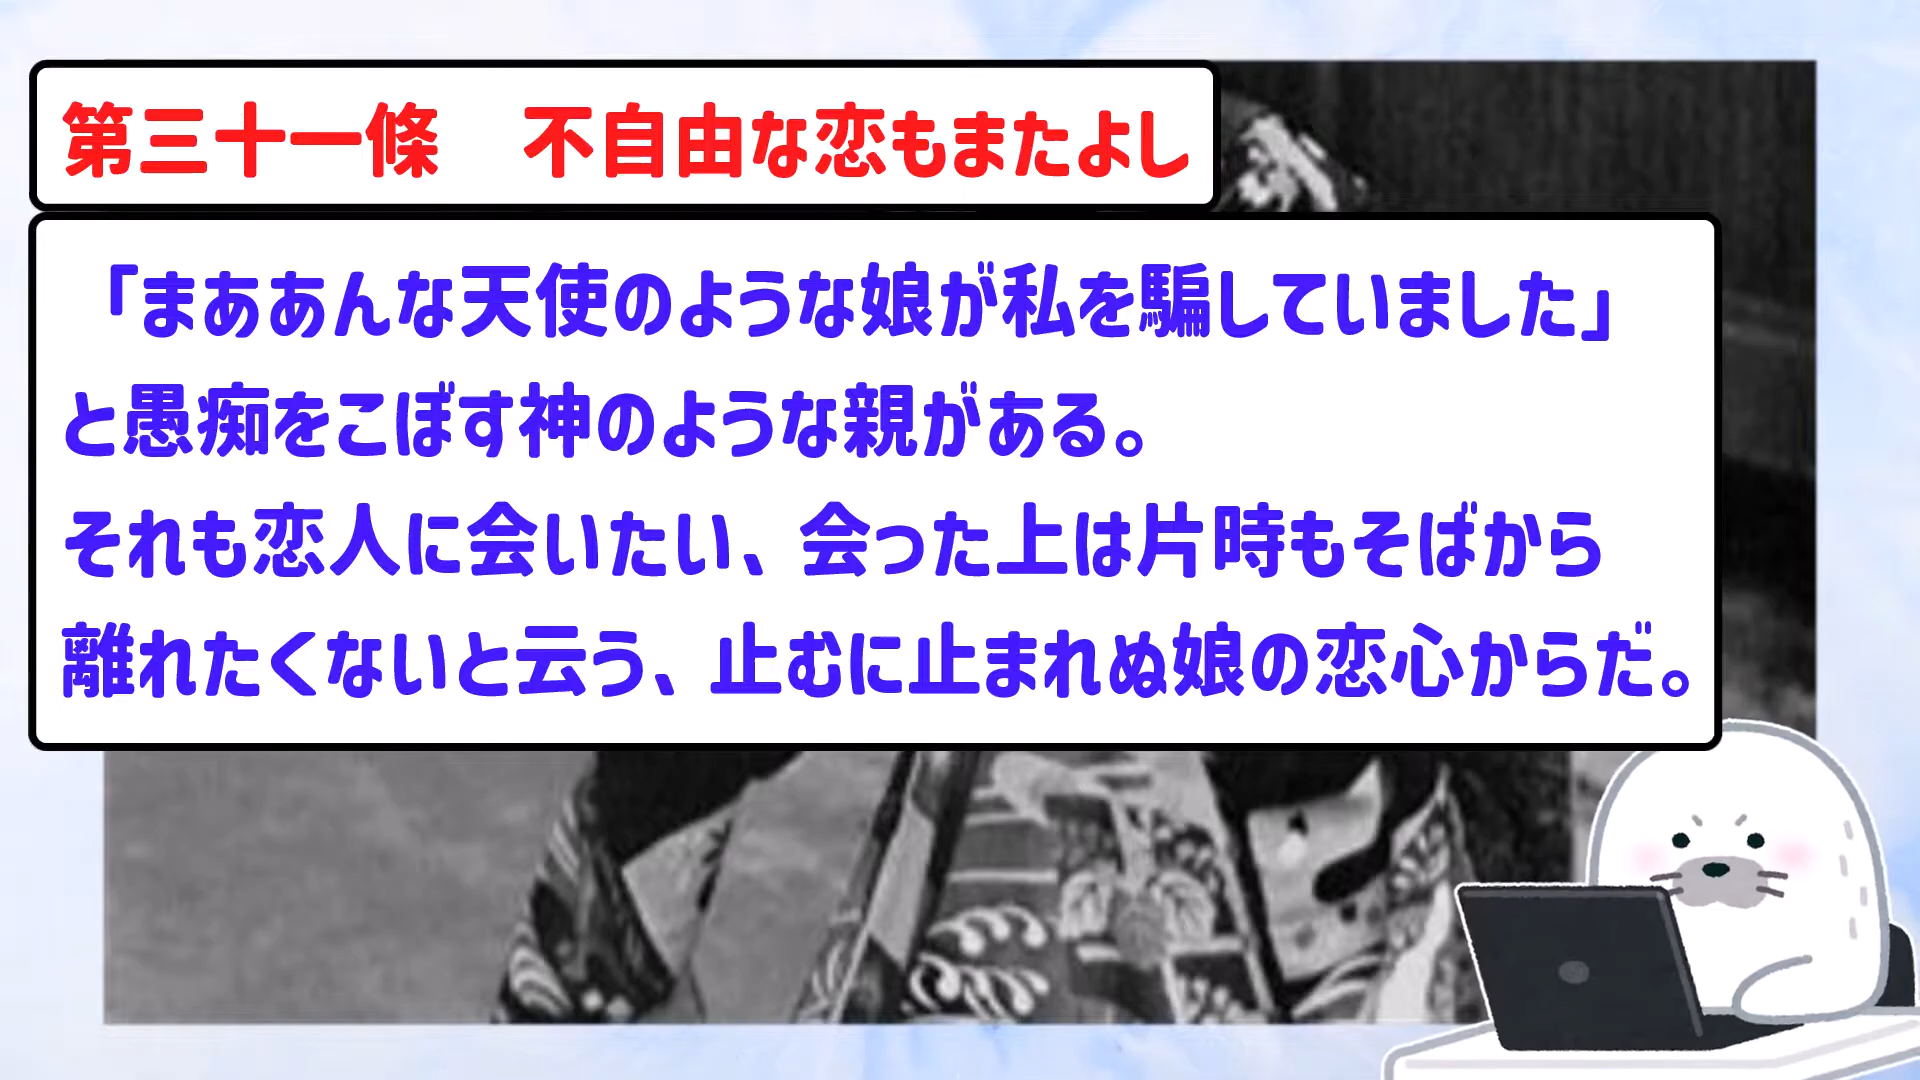 第三十一條　不自由な恋もまたよし
「まああんな天使のような娘が私を騙していました」
と愚痴をこぼす神のような親がある。
それも恋人に会いたい、会った上は片時もそばから
離れたくないと云う、止むに止まれぬ娘の恋心からだ。